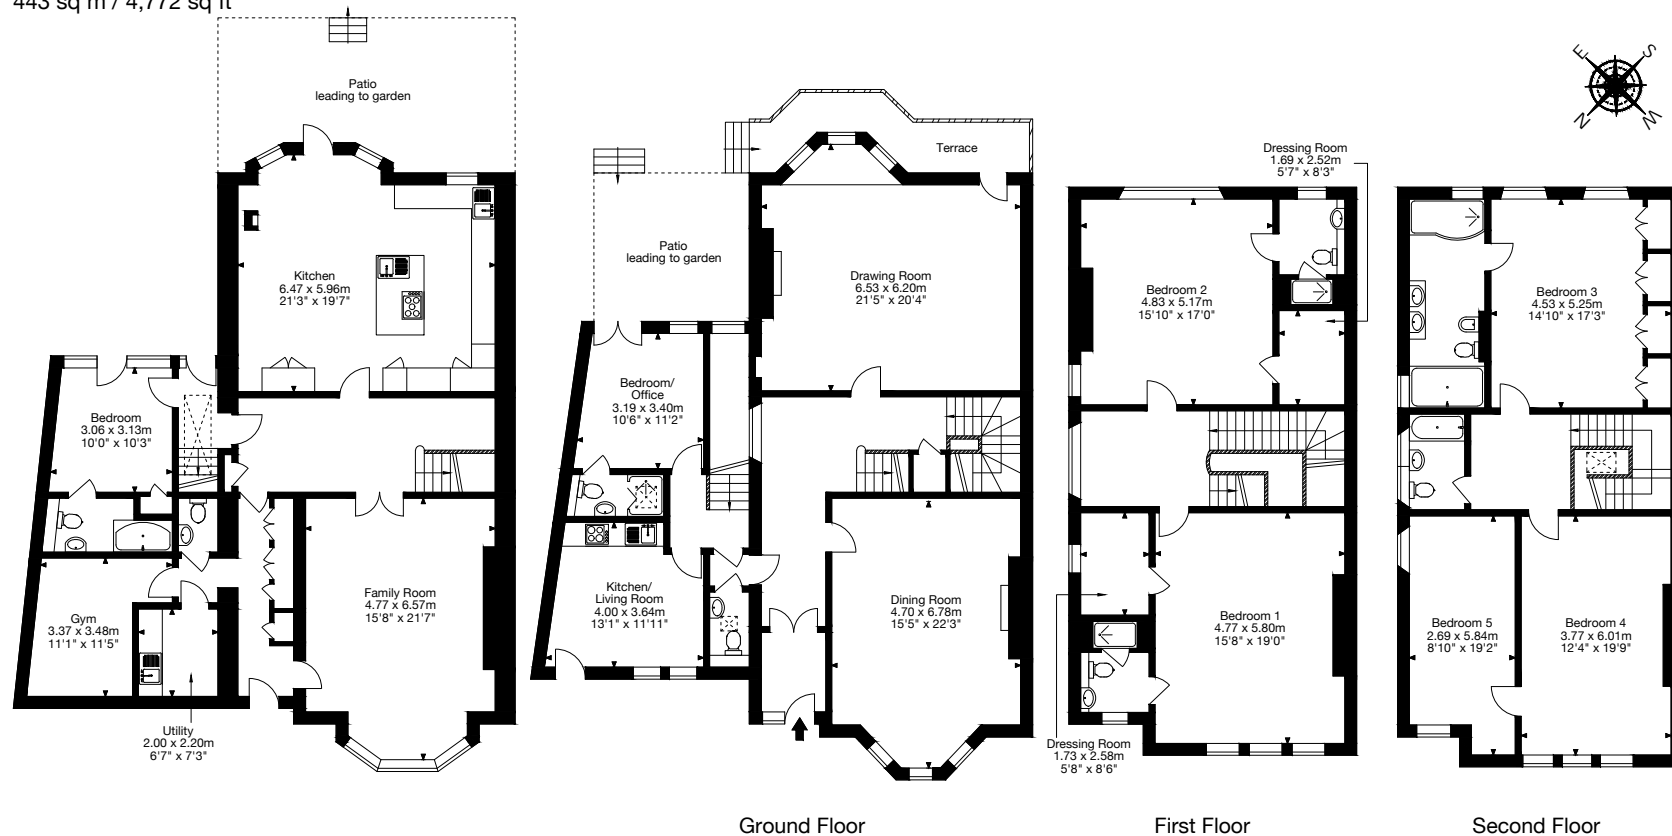 443 sq m / 4,772 sq ft
Patio
leading to garden
Kitchen
6.47 x 5.96m
21'3" x 19'7"
Bedroom
3.06 x 3.13m
10'0" x 10'3"
Family Room
4.77 x 6.57m
15'8" x 21'7"
Gym
3.37 x 3.48m
11'1" x 11'5"
Utility
2.00 x 2.20m
6'7" x 7'3"
Terrace
Patio
leading to garden
Drawing Room
6.53 x 6.20m
21'5" x 20'4"
Bedroom/
Office
3.19 x 3.40m
10'6" x 11'2"
Kitchen/
Living Room
4.00 x 3.64m
13'1" x 11'11"
Dining Room
4.70 x 6.78m
15'5" x 22'3"
Ground Floor
Dressing Room
1.69 x 2.52m
5'7" x 8'3"
Bedroom 2
4.83 x 5.17m
15'10" x 17'0"
Bedroom 1
4.77 x 5.80m
15'8" x 19'0"
Dressing Room
1.73 x 2.58m
5'8" x 8'6"
First Floor
E
S
N
W
Bedroom 3
4.53 x 5.25m
14'10" x 17'3"
Bedroom 5
2.69 x 5.84m
8'10" x 19'2"
Bedroom 4
3.77 x 6.01m
12'4" x 19'9"
Second Floor